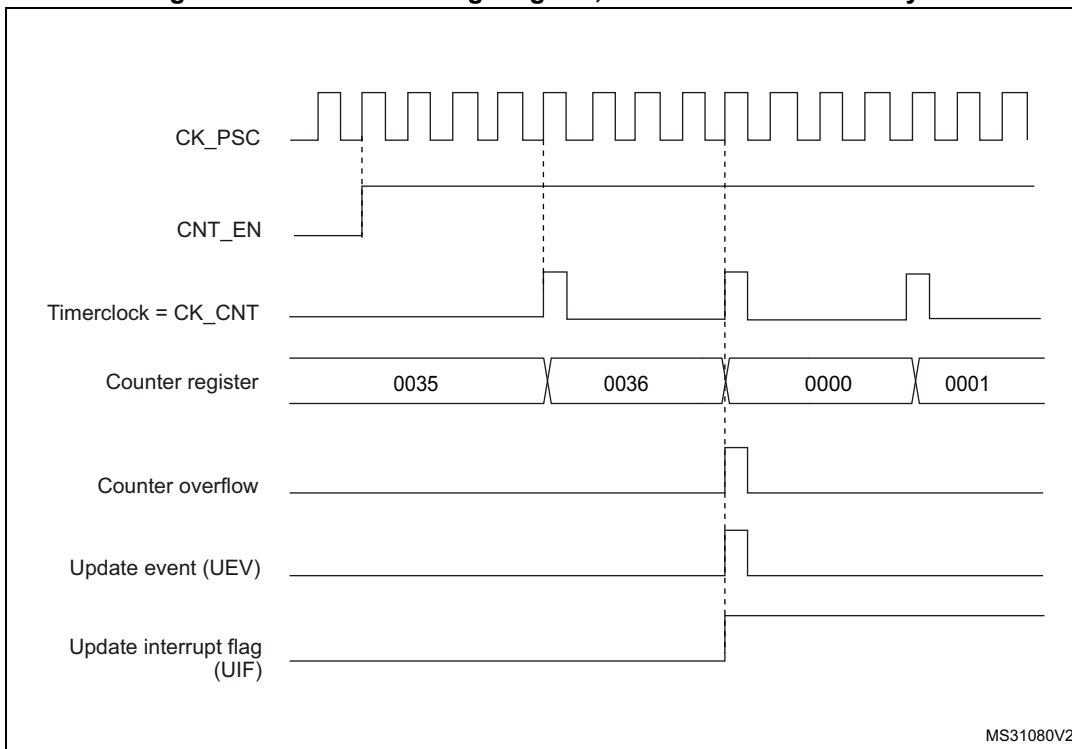 CK_PSC
CNT_EN
Timerclock = CK_CNT
Counter register
0035 0036 0000 0001
Counter overflow
Update event (UEV)
Update interrupt flag
(UIF)
MS31080V2